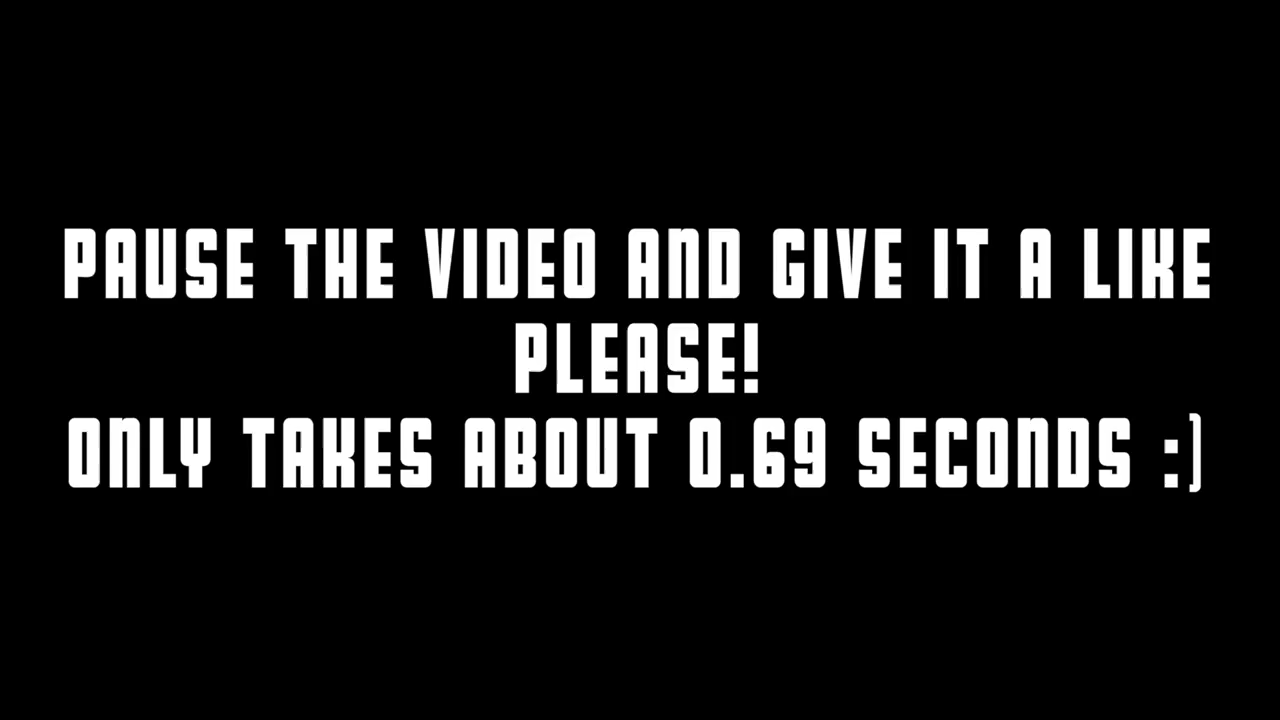 PAUSE THE VIDEO AND GIVE IT A LIKE
PLEASE!
ONLY TAKES ABOUT 0.69 SECONDS :)